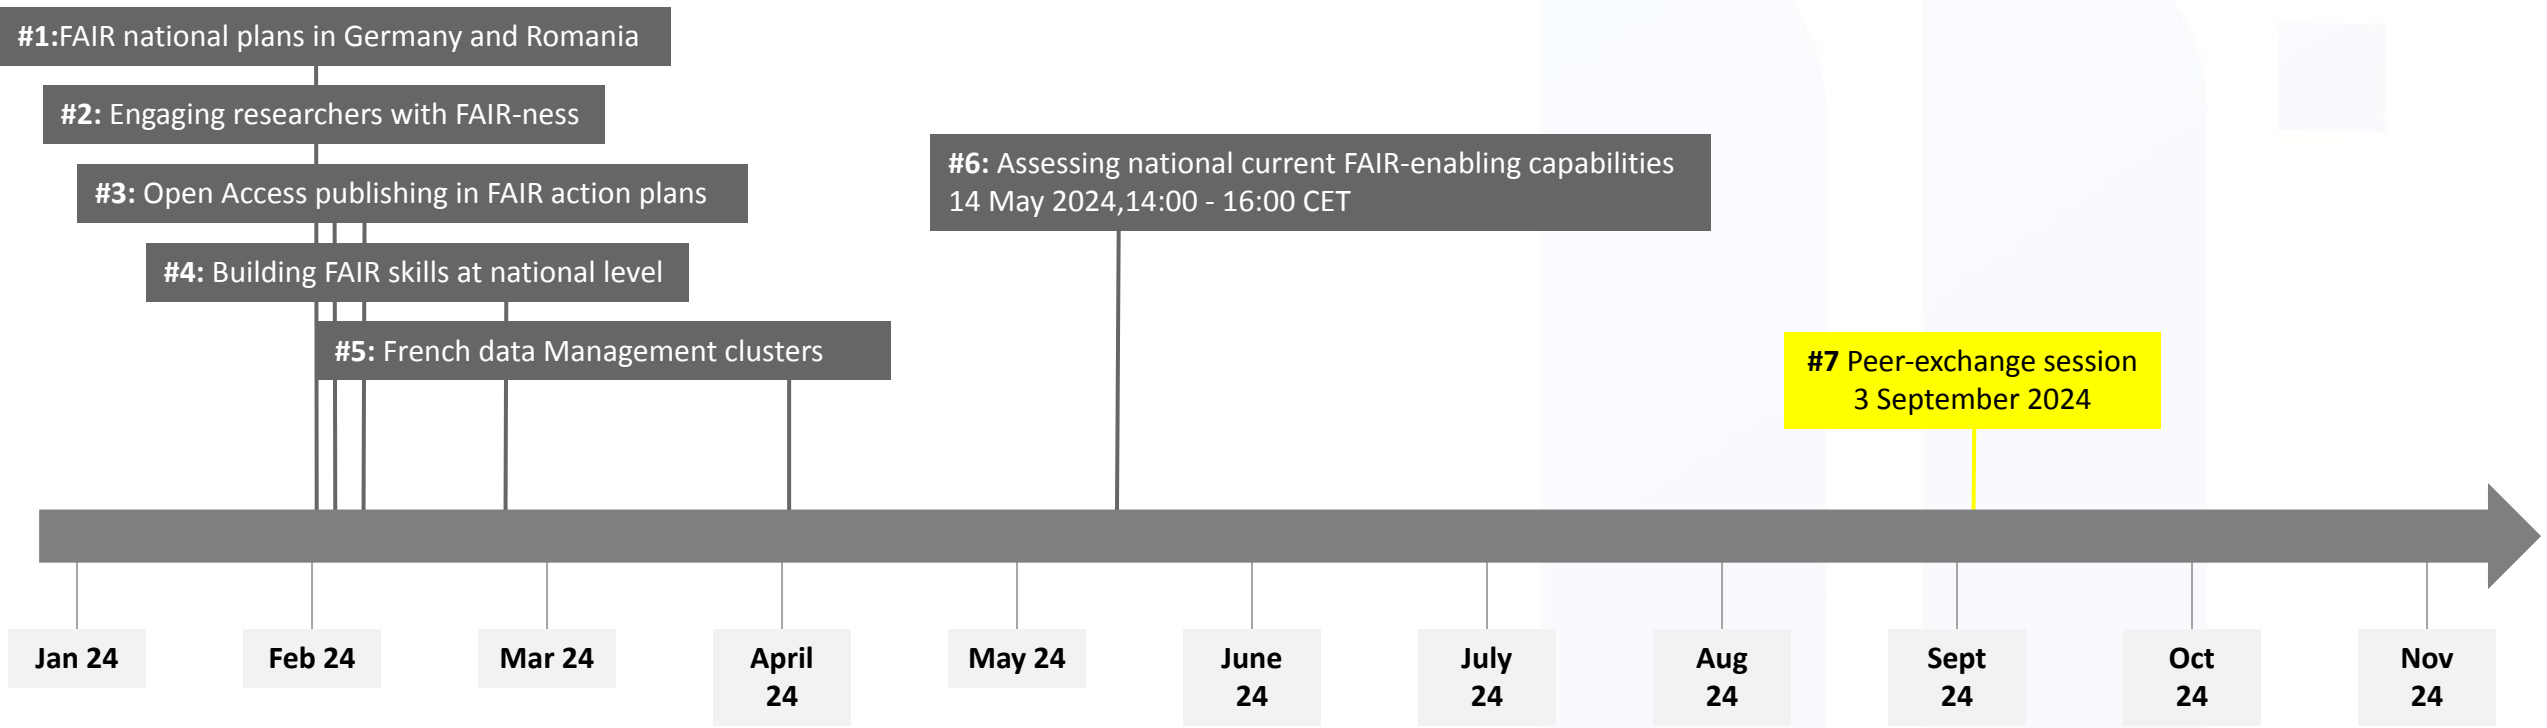 #1:FAIR national plans in Germany and Romania
#2: Engaging researchers with FAIR-ness
#3: Open Access publishing in FAIR action plans
#4: Building FAIR skills at national level
#5: French data Management clusters
#6: Assessing national current FAIR-enabling capabilities
14 May 2024,14:00 - 16:00 CET
#7 Peer-exchange session
3 September 2024
Jan 24
Feb 24
Mar 24
April
24
May 24
June
24
July
24
Aug
24
Sept
24
Oct
24
Nov
24